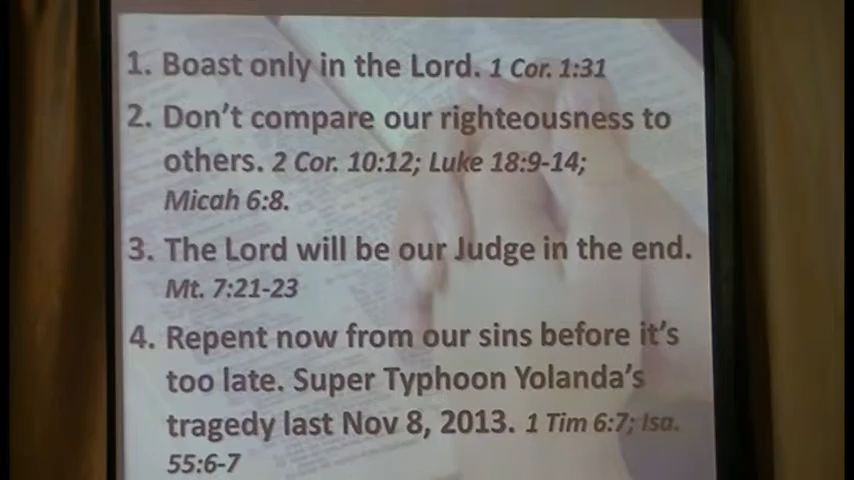 1. Boast only in the Lord. 1 Cor. 1:31
2. Don't compare our righteousness to
others. 2 Cor. 10:12; Luke 18:9-14;
Micah 6:8.
3. The Lord will be our Judge in the end.
Mt. 7:21-23
4. Repent now from our sins before it's
too late. Super Typhoon Yolanda's
tragedy last Nov 8, 2013. 1 Tim 6:7; Isa.
55:6-7